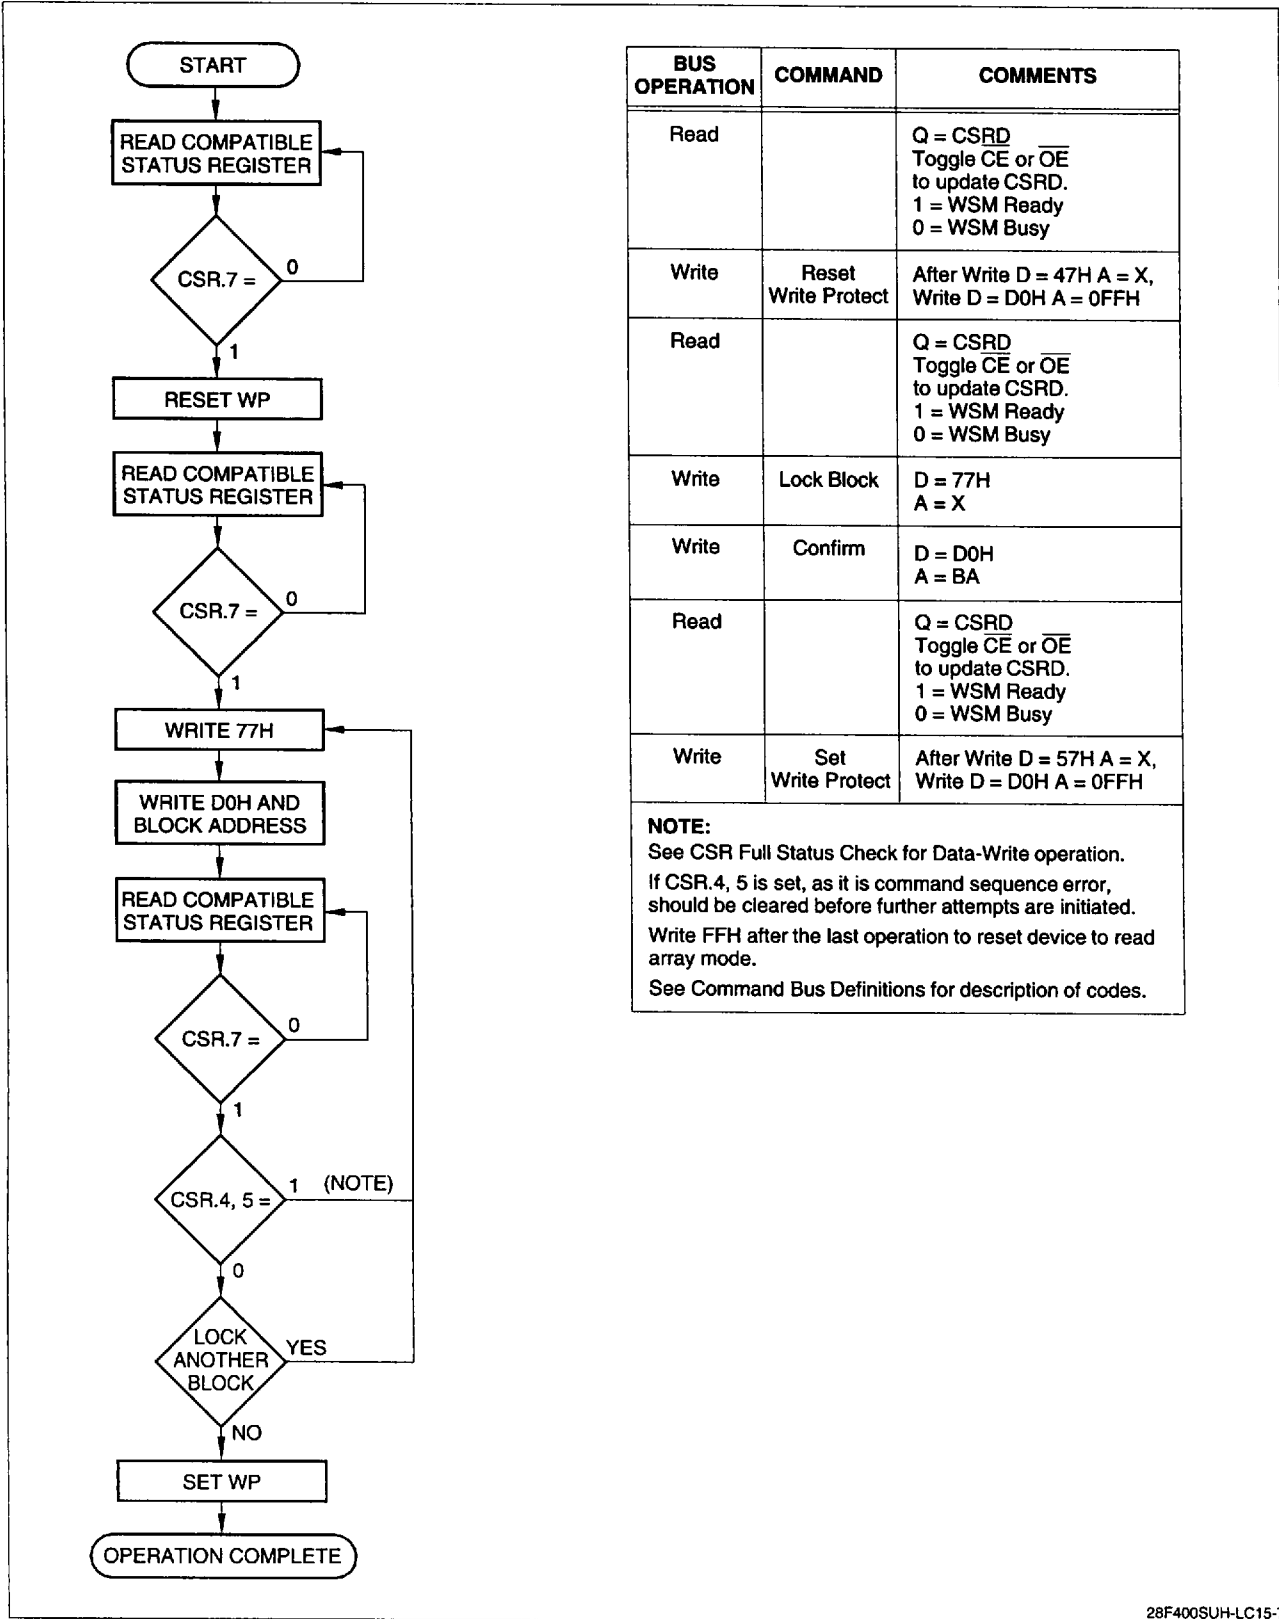 START
READ COMPATIBLE
STATUS REGISTER
CSR.7 =
0
1
RESET WP
READ COMPATIBLE
STATUS REGISTER
CSR.7 =
0
1
WRITE 77H
WRITE D0H AND
BLOCK ADDRESS
READ COMPATIBLE
STATUS REGISTER
CSR.7 =
0
1
CSR.4, 5 =
1 (NOTE)
0
LOCK
ANOTHER
BLOCK
YES
NO
SET WP
OPERATION COMPLETE
BUS
OPERATION
COMMAND
COMMENTS
Read
Q = CSRD
Toggle C̅E̅ or O̅E̅
to update CSRD.
1 = WSM Ready
0 = WSM Busy
Write
Reset
Write Protect
After Write D = 47H A = X,
Write D = D0H A = 0FFH
Read
Q = CSRD
Toggle C̅E̅ or O̅E̅
to update CSRD.
1 = WSM Ready
0 = WSM Busy
Write
Lock Block
D = 77H
A = X
Write
Confirm
D = D0H
A = BA
Read
Q = CSRD
Toggle C̅E̅ or O̅E̅
to update CSRD.
1 = WSM Ready
0 = WSM Busy
Write
Set
Write Protect
After Write D = 57H A = X,
Write D = D0H A = 0FFH
NOTE:
See CSR Full Status Check for Data-Write operation.
If CSR.4, 5 is set, as it is command sequence error,
should be cleared before further attempts are initiated.
Write FFH after the last operation to reset device to read
array mode.
See Command Bus Definitions for description of codes.
28F400SUH-LC15-